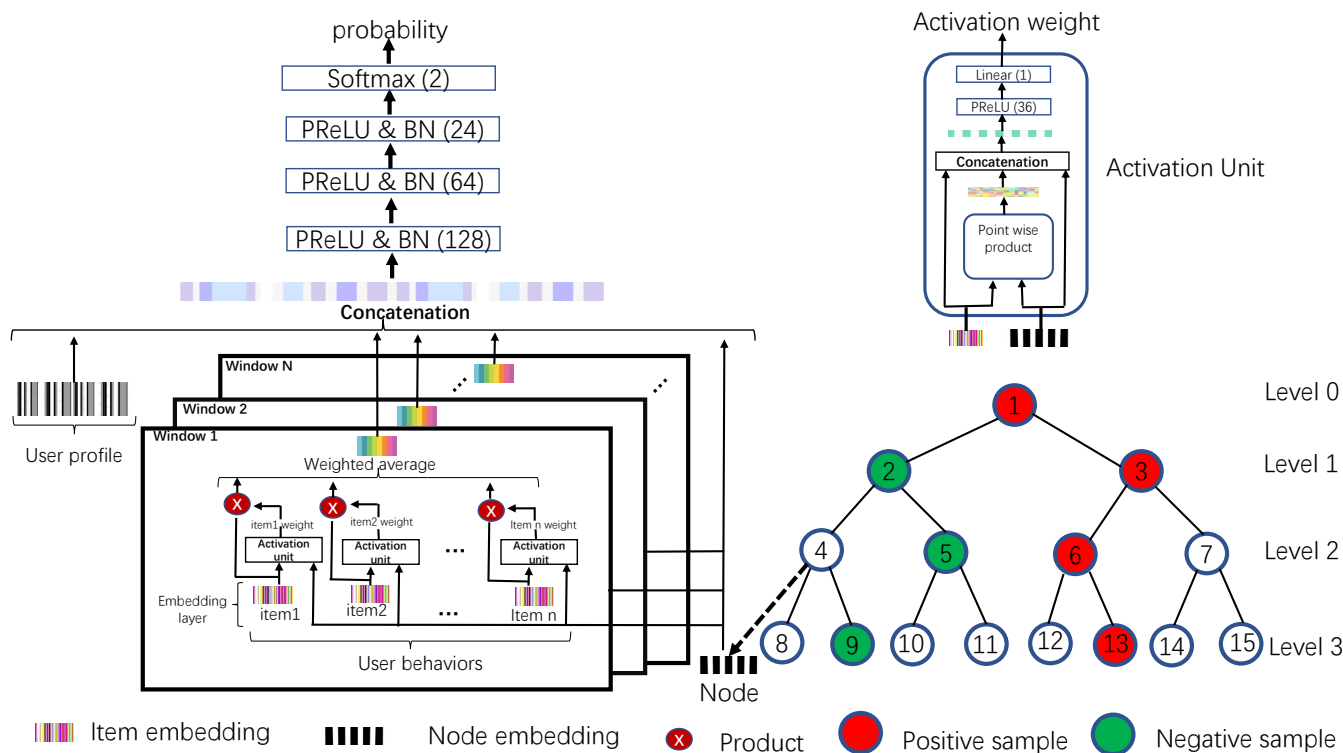 probability
Softmax (2)
PReLU & BN (24)
PReLU & BN (64)
PReLU & BN (128)
Concatenation
User profile
Window N
Window 2
Window 1
Weighted average
X
X
X
item1 weight
item2 weight
Item n weight
Activation
unit
Activation
unit
Activation
unit
...
Embedding
layer
item1
item2
...
Item n
User behaviors
Node
Activation weight
Linear (1)
PReLU (36)
Concatenation
Point wise
product
Activation Unit
1
Level 0
2
3
Level 1
4
5
6
7
Level 2
8
9
10
11
12
13
14
15
Level 3
Item embedding
Node embedding
X
Product
Positive sample
Negative sample